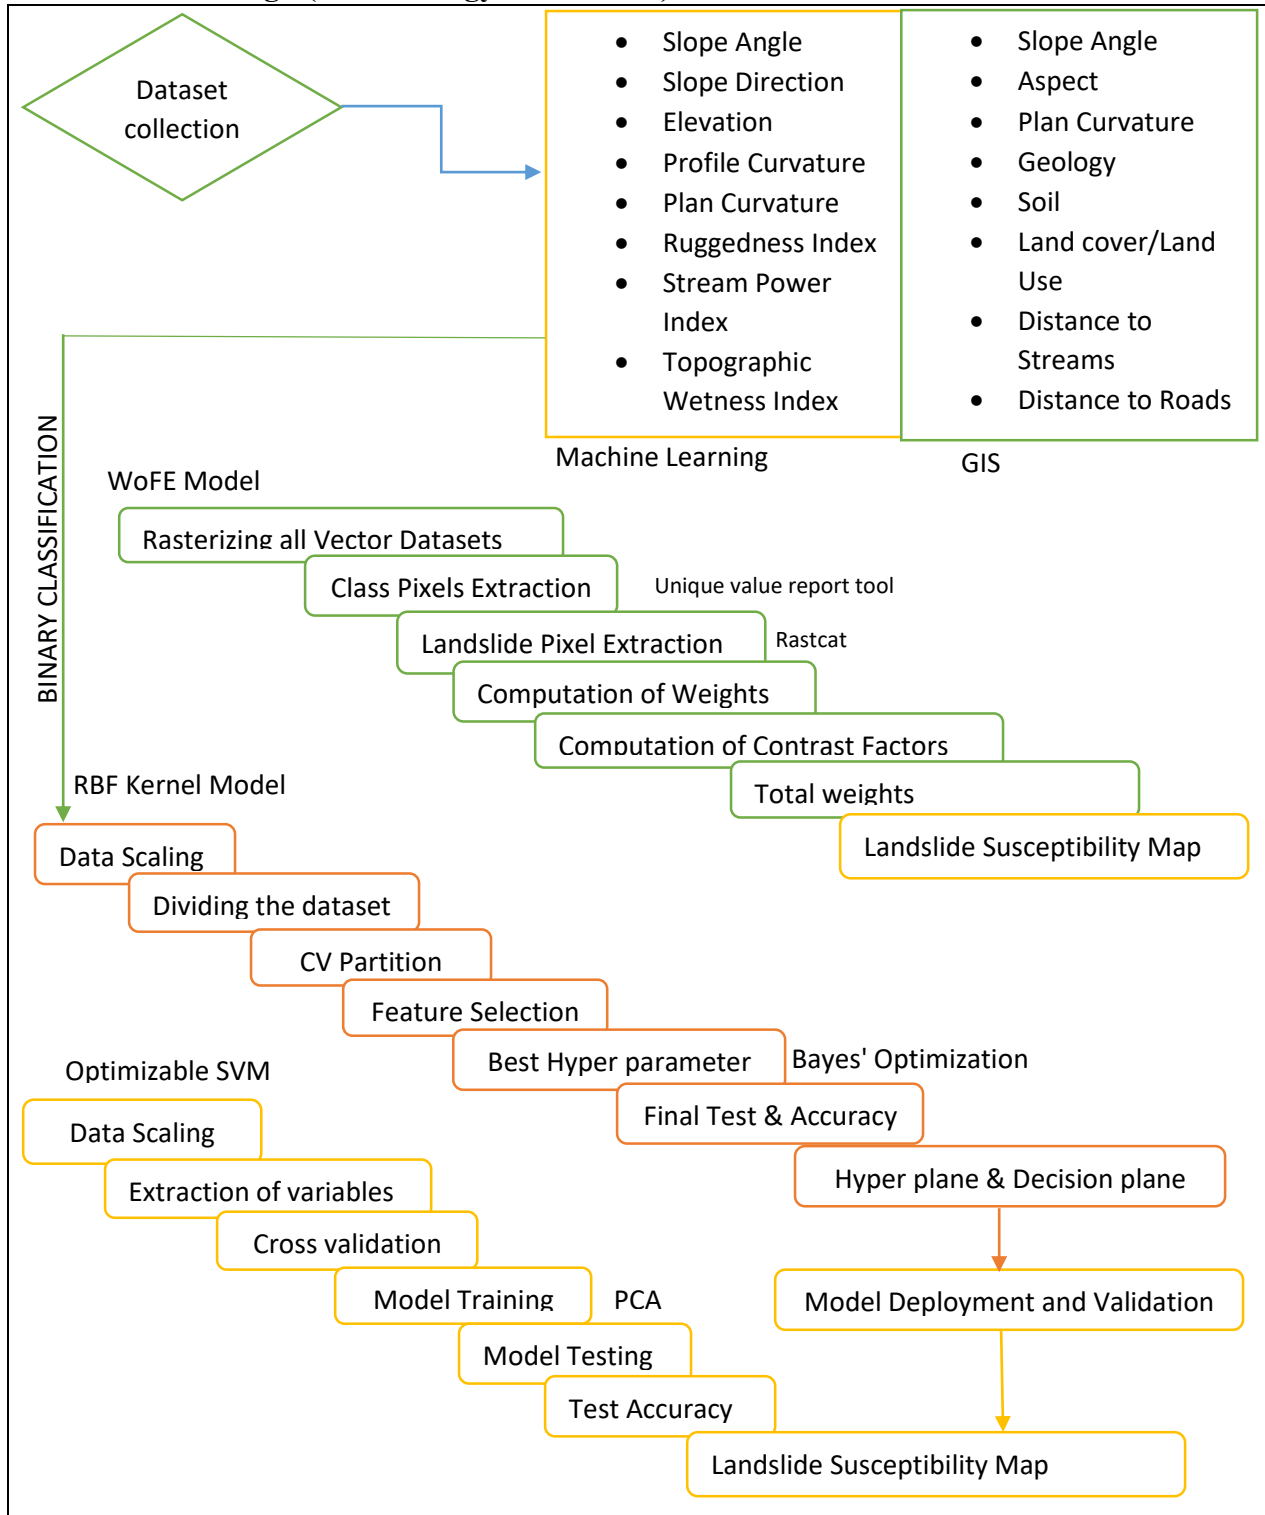 Dataset
collection
Slope Angle
Slope Direction
Elevation
Profile Curvature
Plan Curvature
Ruggedness Index
Stream Power
Index
Topographic
Wetness Index
Slope Angle
Aspect
Plan Curvature
Geology
Soil
Land cover/Land
Use
Distance to
Streams
Distance to Roads
Machine Learning
GIS
BINARY CLASSIFICATION
WoFE Model
Rasterizing all Vector Datasets
Class Pixels Extraction
Unique value report tool
Landslide Pixel Extraction
Rastcat
Computation of Weights
Computation of Contrast Factors
Total weights
Landslide Susceptibility Map
RBF Kernel Model
Data Scaling
Dividing the dataset
CV Partition
Feature Selection
Best Hyper parameter
Bayes' Optimization
Final Test & Accuracy
Hyper plane & Decision plane
Model Deployment and Validation
Optimizable SVM
Data Scaling
Extraction of variables
Cross validation
Model Training
PCA
Model Testing
Test Accuracy
Landslide Susceptibility Map